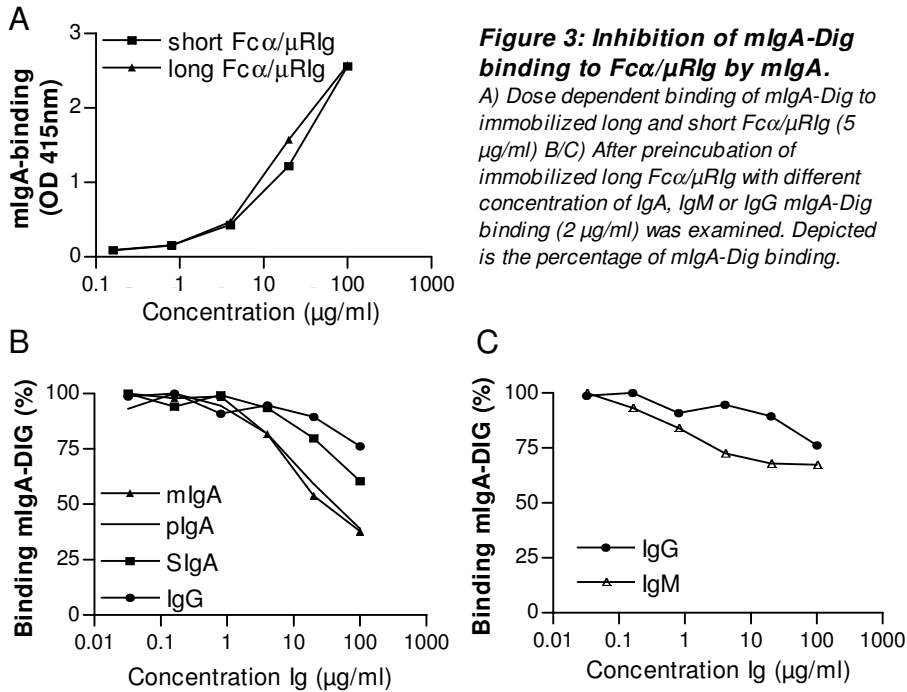 A
3
2
1
0
0.1
1
10
100
1000
mIgA-binding
(OD 415nm)
Concentration (µg/ml)
short Fcα/µRIg
long Fcα/µRIg
Figure 3: Inhibition of mIgA-Dig
binding to Fcα/µRIg by mIgA.
A) Dose dependent binding of mIgA-Dig to
immobilized long and short Fcα/µRIg (5
µg/ml) B/C) After preincubation of
immobilized long Fcα/µRIg with different
concentration of IgA, IgM or IgG mIgA-Dig
binding (2 µg/ml) was examined. Depicted
is the percentage of mIgA-Dig binding.
B
100
75
50
25
0
0.01
0.1
1
10
100
1000
Binding mIgA-DIG (%)
Concentration Ig (µg/ml)
mIgA
pIgA
SIgA
IgG
C
100
75
50
25
0
0.01
0.1
1
10
100
1000
Binding mIgA-DIG (%)
Concentration Ig (µg/ml)
IgG
IgM